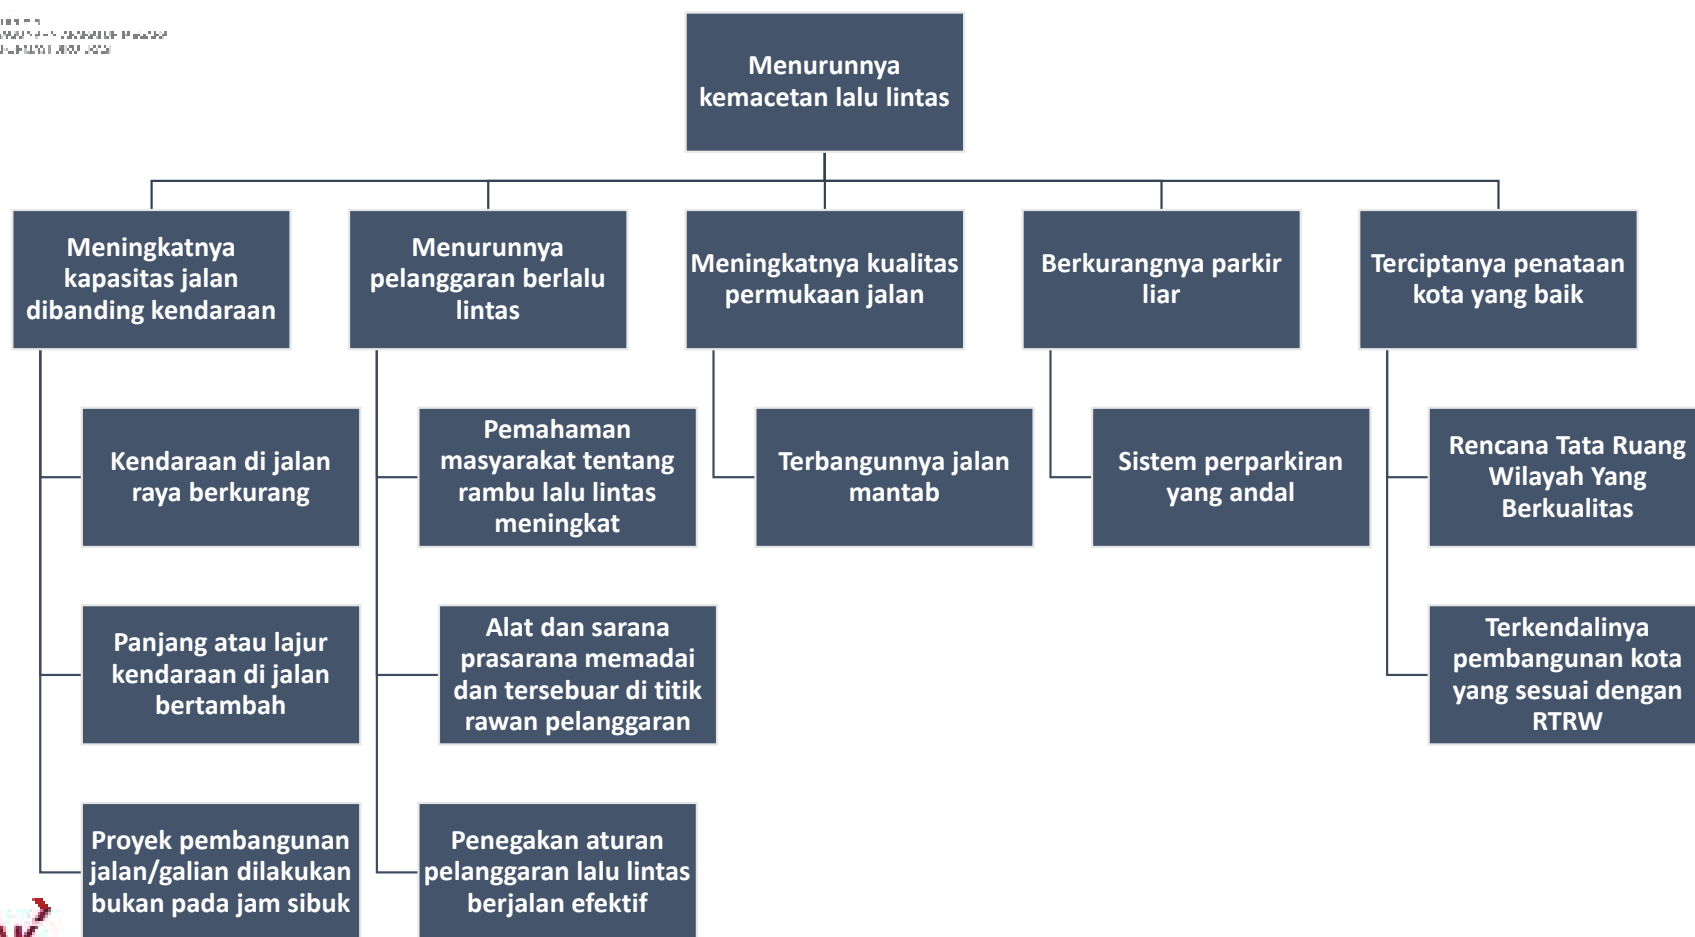 Menurunnya
kemacetan lalu lintas
Meningkatnya
kapasitas jalan
dibanding kendaraan
Menurunnya
pelanggaran berlalu
lintas
Meningkatnya kualitas
permukaan jalan
Berkurangnya parkir
liar
Terciptanya penataan
kota yang baik
Kendaraan di jalan
raya berkurang
Pemahaman
masyarakat tentang
rambu lalu lintas
meningkat
Terbangunnya jalan
mantab
Sistem perparkiran
yang andal
Rencana Tata Ruang
Wilayah Yang
Berkualitas
Panjang atau lajur
kendaraan di jalan
bertambah
Alat dan sarana
prasarana memadai
dan tersebuar di titik
rawan pelanggaran
Terkendalinya
pembangunan kota
yang sesuai dengan
RTRW
Proyek pembangunan
jalan/galian dilakukan
bukan pada jam sibuk
Penegakan aturan
pelanggaran lalu lintas
berjalan efektif